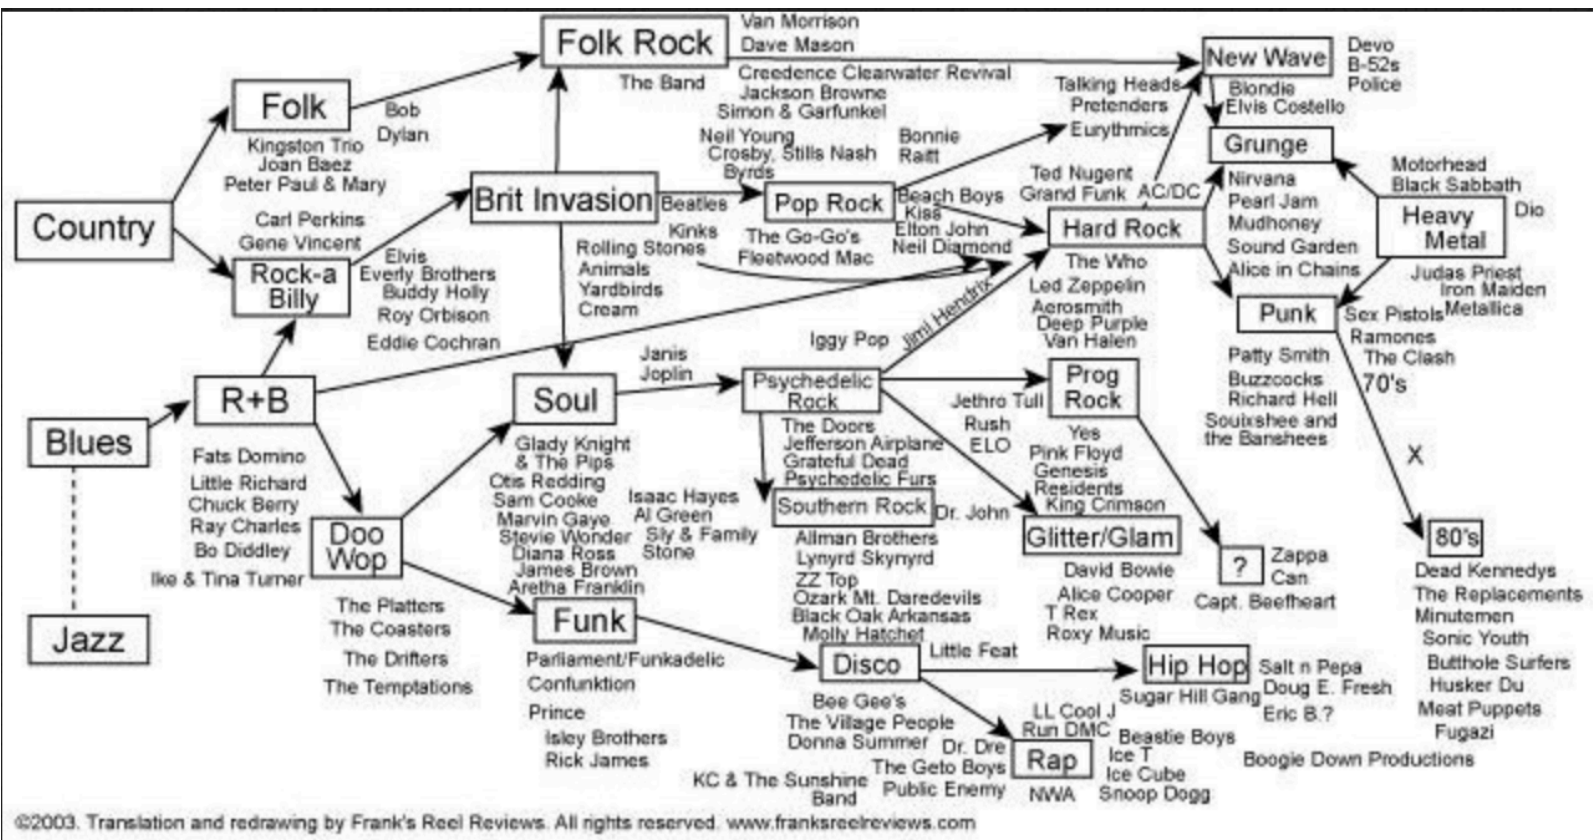 Country
Folk
Kingston Trio
Joan Baez
Peter Paul & Mary
Bob
Dylan
Carl Perkins
Gene Vincent
Rock-a
Billy
Elvis
Everly Brothers
Buddy Holly
Roy Orbison
Eddie Cochran
Blues
Jazz
R+B
Fats Domino
Little Richard
Chuck Berry
Ray Charles
Bo Diddley
Ike & Tina Turner
Doo
Wop
The Platters
The Coasters
The Drifters
The Temptations
Folk Rock
The Band
Van Morrison
Dave Mason
Creedence Clearwater Revival
Jackson Browne
Simon & Garfunkel
Neil Young
Crosby, Stills Nash
Byrds
Brit Invasion
Beatles
Kinks
Rolling Stones
Animals
Yardbirds
Cream
Pop Rock
The Go-Go's
Fleetwood Mac
Bonnie
Raitt
Beach Boys
Kiss
Elton John
Neil Diamond
Talking Heads
Pretenders
Eurythmics
Soul
Janis
Joplin
Glady Knight
& The Pips
Otis Redding
Sam Cooke
Marvin Gaye
Stevie Wonder
Diana Ross
James Brown
Aretha Franklin
Isaac Hayes
Al Green
Sly & Family
Stone
Funk
Parliament/Funkadelic
Confunktion
Prince
Isley Brothers
Rick James
Psychedelic
Rock
Iggy Pop
Jimi Hendrix
The Doors
Jefferson Airplane
Grateful Dead
Psychedelic Furs
Southern Rock
Dr. John
Allman Brothers
Lynyrd Skynyrd
ZZ Top
Ozark Mt. Daredevils
Black Oak Arkansas
Molly Hatchet
Little Feat
Disco
Bee Gee's
The Village People
Donna Summer
KC & The Sunshine
Band
Hard Rock
Ted Nugent
Grand Funk
AC/DC
The Who
Led Zeppelin
Aerosmith
Deep Purple
Van Halen
Prog
Rock
Jethro Tull
Rush
ELO
Yes
Pink Floyd
Genesis
Residents
King Crimson
Glitter/Glam
David Bowie
Alice Cooper
T Rex
Roxy Music
?
Zappa
Can
Capt. Beefheart
Hip Hop
Sugar Hill Gang
Salt n Pepa
Doug E. Fresh
Eric B.?
Boogie Down Productions
Rap
LL Cool J
Run DMC
Dr. Dre
The Geto Boys
Public Enemy
NWA
Beastie Boys
Ice T
Ice Cube
Snoop Dogg
New Wave
Devo
B-52s
Police
Blondie
Elvis Costello
Grunge
Nirvana
Pearl Jam
Mudhoney
Sound Garden
Alice in Chains
Heavy
Metal
Motorhead
Black Sabbath
Dio
Judas Priest
Iron Maiden
Metallica
Punk
Sex Pistols
Ramones
The Clash
70's
Patty Smith
Buzzcocks
Richard Hell
Souixshee and
the Banshees
X
80's
Dead Kennedys
The Replacements
Minutemen
Sonic Youth
Butthole Surfers
Husker Du
Meat Puppets
Fugazi
©2003. Translation and redrawing by Frank's Reel Reviews. All rights reserved. www.franksreelreviews.com